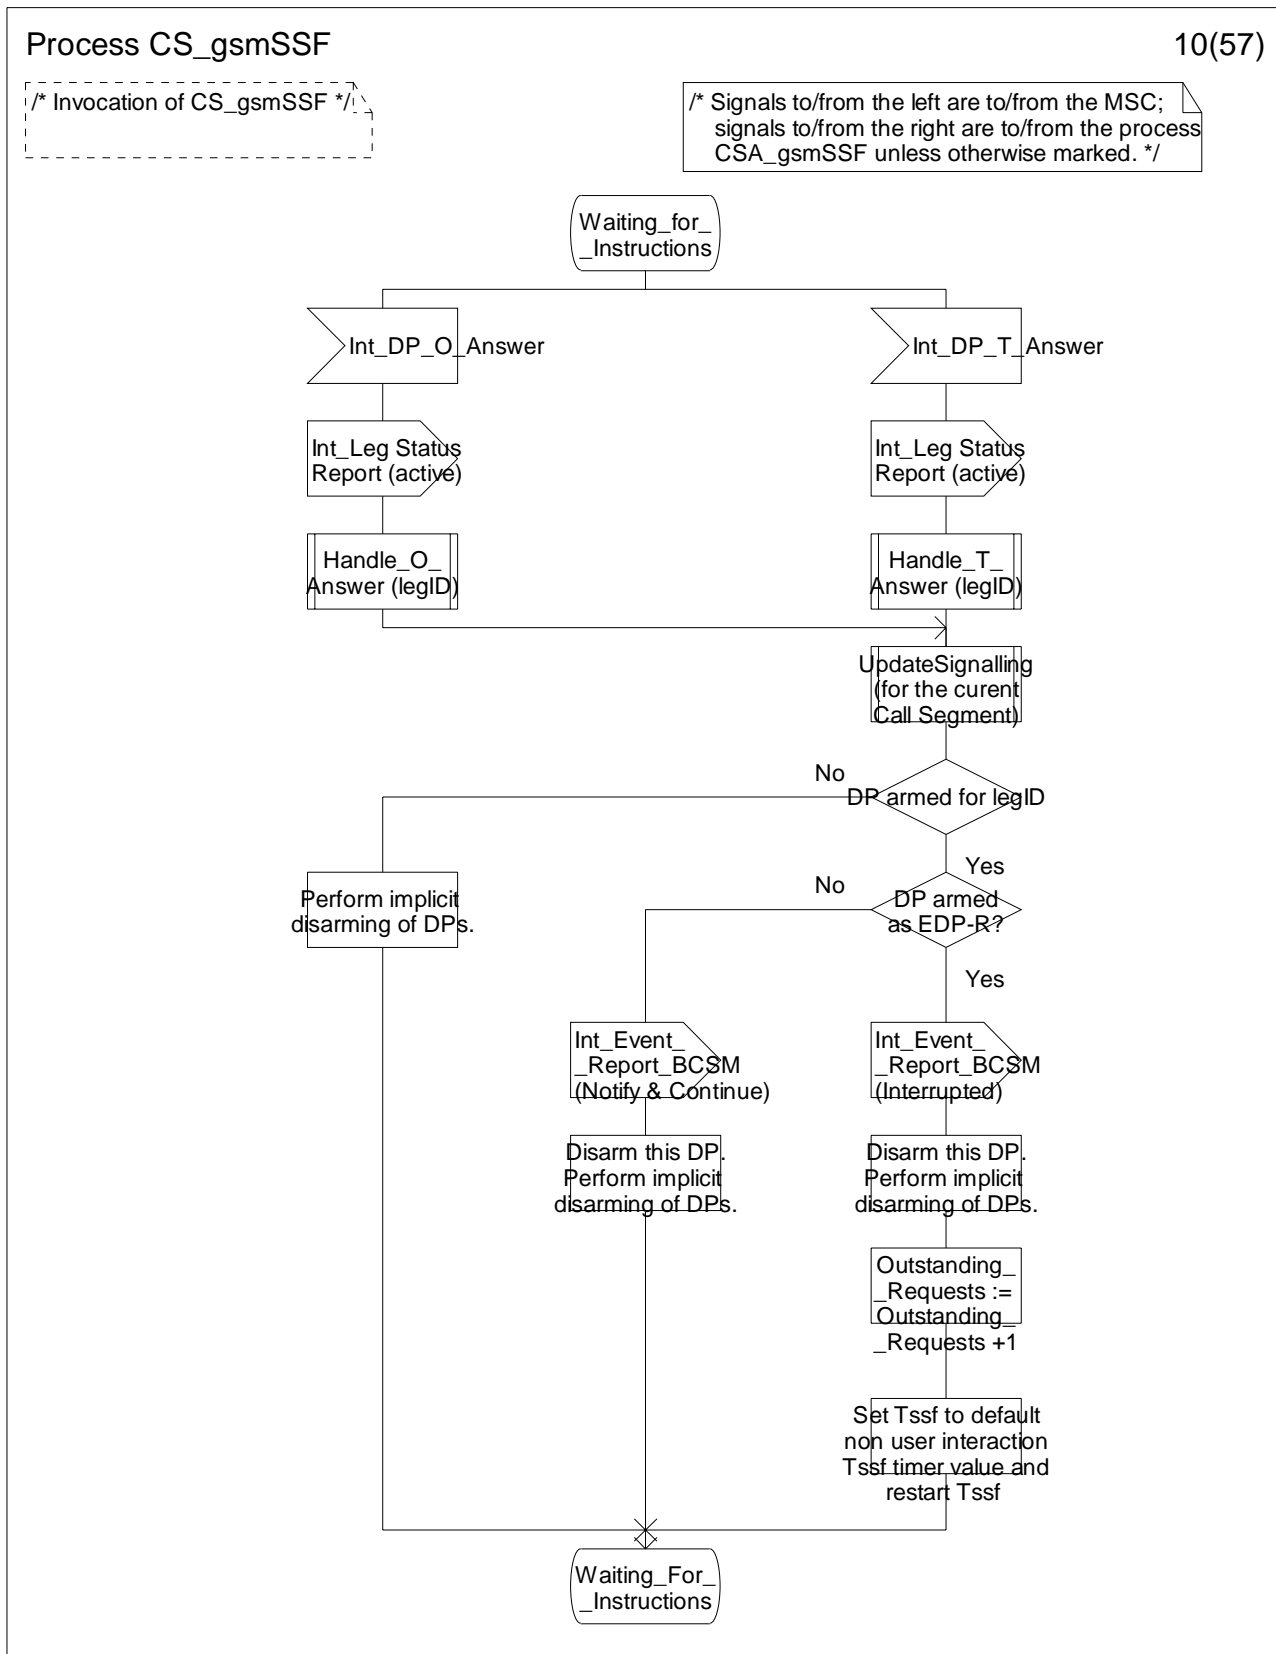 Process CS_gsmSSF
10(57)
/* Invocation of CS_gsmSSF */
/* Signals to/from the left are to/from the MSC;
signals to/from the right are to/from the process
CSA_gsmSSF unless otherwise marked. */
Waiting_for_
_Instructions
Int_DP_O_Answer
Int_DP_T_Answer
Int_Leg Status
Report (active)
Int_Leg Status
Report (active)
Handle_O_
Answer (legID)
Handle_T_
Answer (legID)
UpdateSignalling
(for the curent
Call Segment)
No
DP armed for legID
Yes
Perform implicit
disarming of DPs.
No
DP armed
as EDP-R?
Yes
Int_Event_
_Report_BCSM
(Notify & Continue)
Int_Event_
_Report_BCSM
(Interrupted)
Disarm this DP.
Perform implicit
disarming of DPs.
Disarm this DP.
Perform implicit
disarming of DPs.
Outstanding_
_Requests :=
Outstanding_
_Requests +1
Set Tssf to default
non user interaction
Tssf timer value and
restart Tssf
Waiting_For_
_Instructions